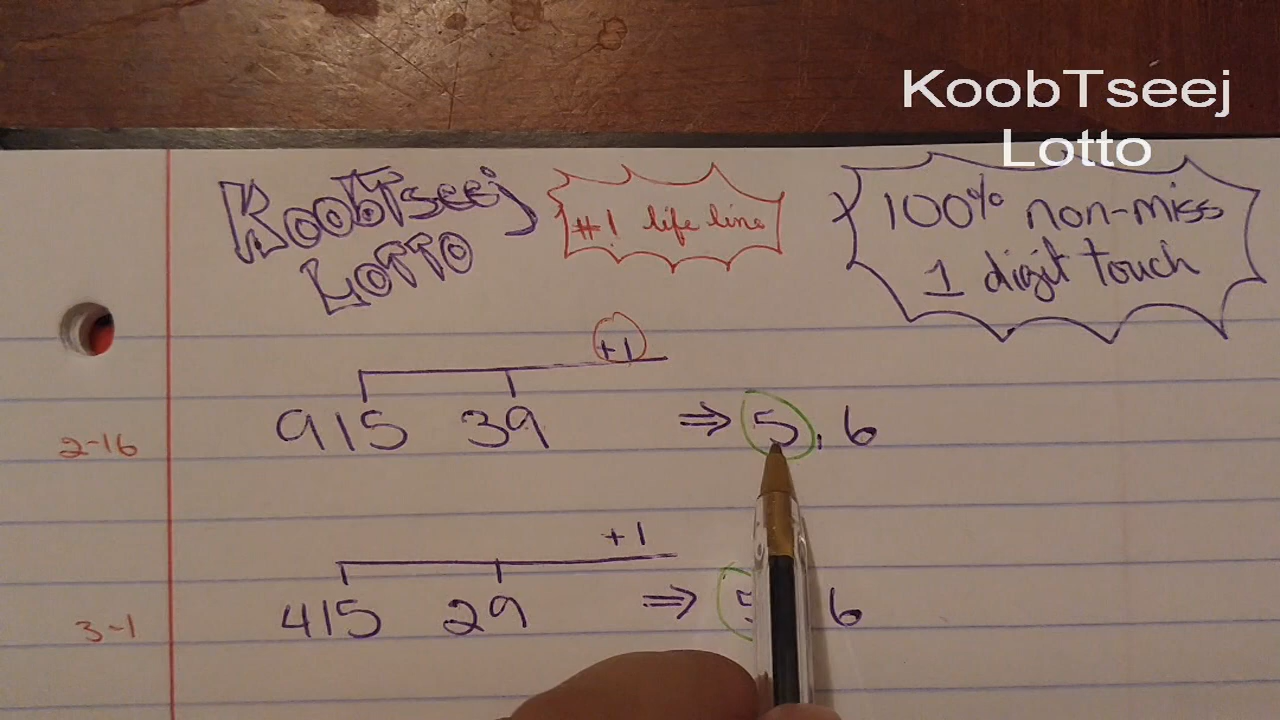 KoobTseej
Lotto
KoobTseej
Lotto
#1 life line
100% non-miss
1 digit touch
+1
2-16 915 39 ⇒ 5, 6
+1
3-1 415 29 ⇒ 5 6